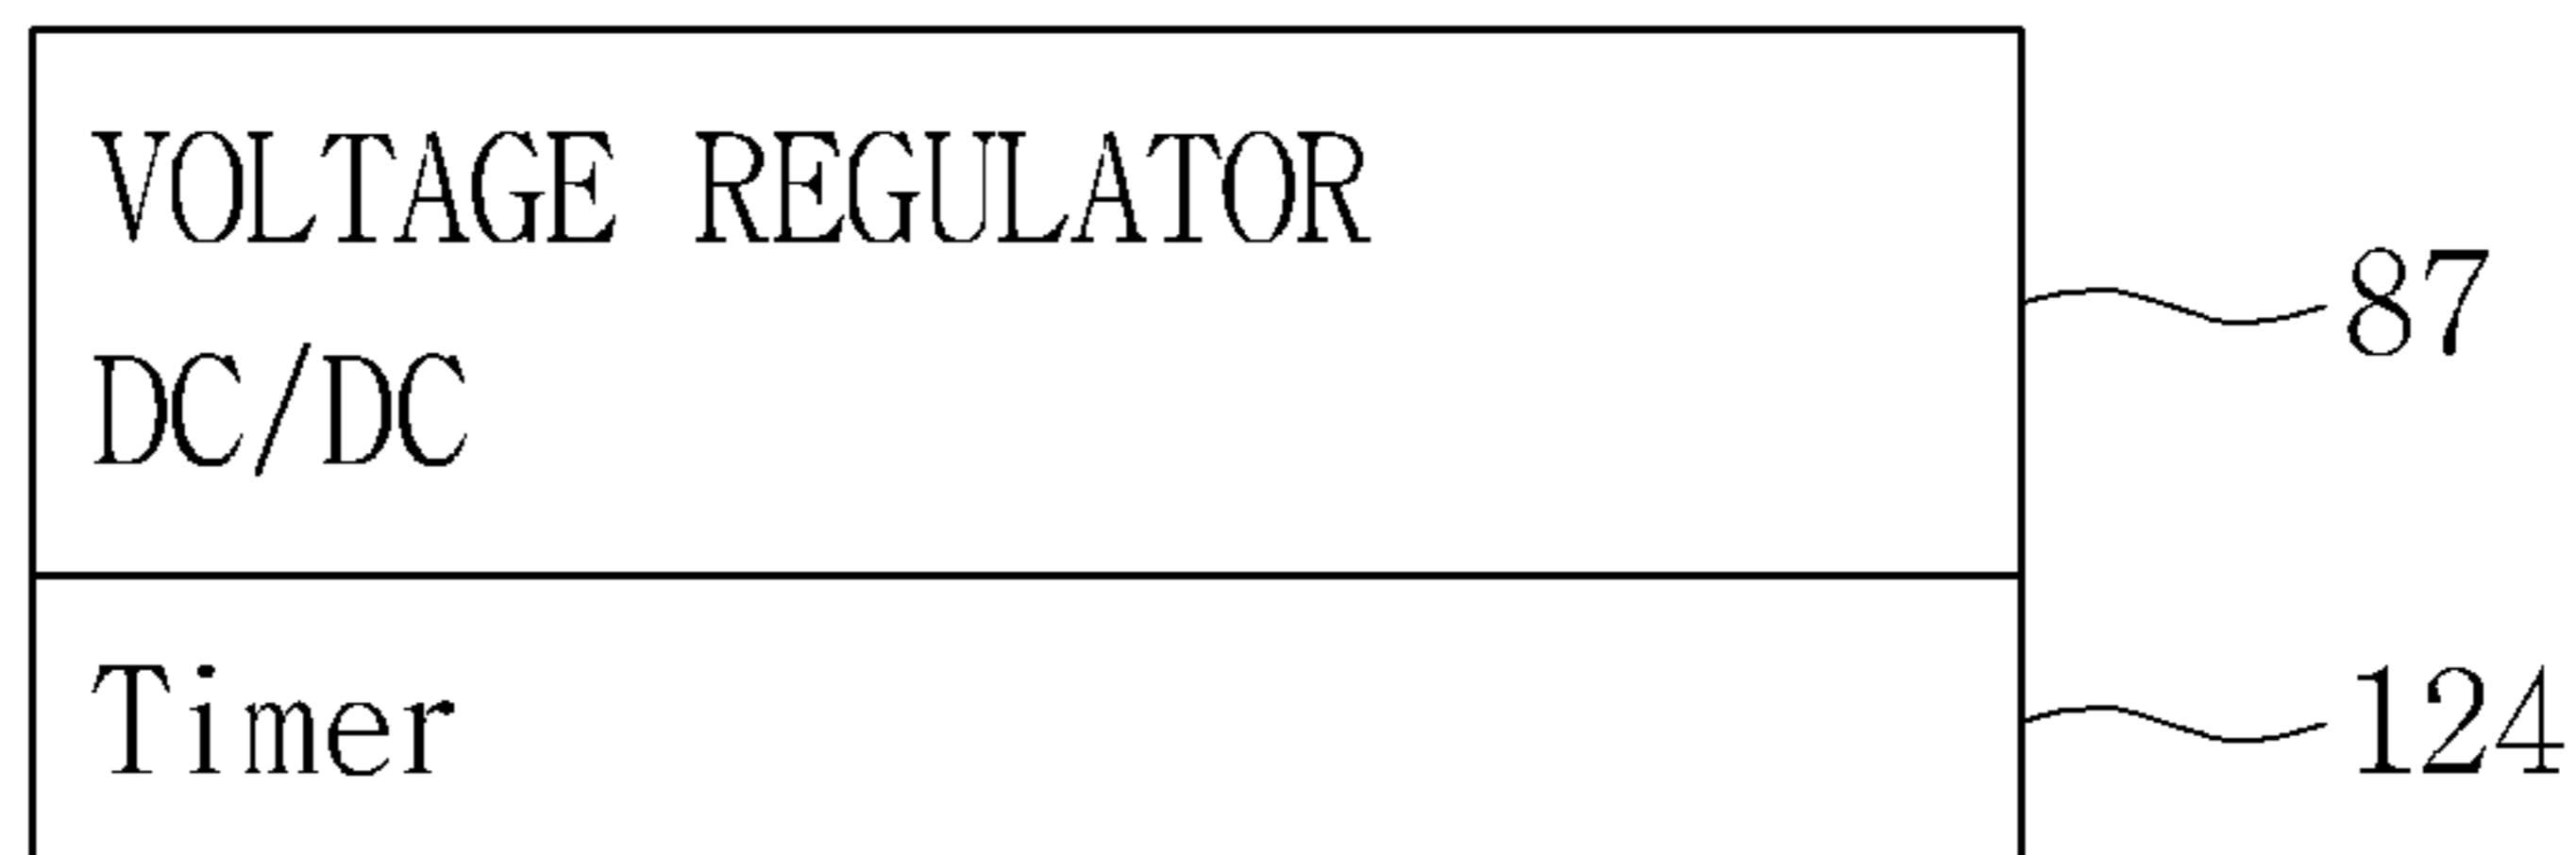 VOLTAGE REGULATOR
DC/DC
87
Timer
124